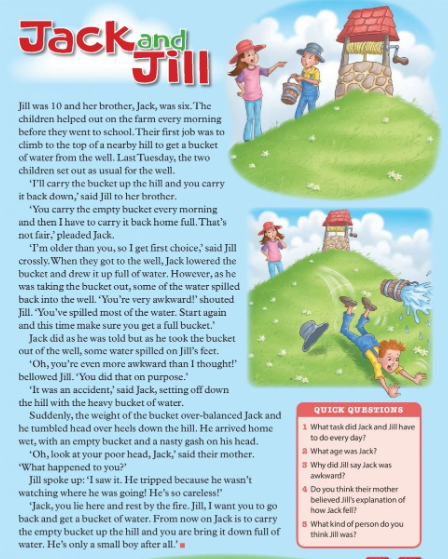 Jack and
Jill
Jill was 10 and her brother, Jack, was six. The
children helped out on the farm every morning
before they went to school. Their first job was to
climb to the top of a nearby hill to get a bucket
of water from the well. Last Tuesday, the two
children set out as usual for the well.
‘I’ll carry the bucket up the hill and you carry
it back down,’ said Jill to her brother.
‘You carry the empty bucket every morning
and then I have to carry it back home full. That’s
not fair,’ pleaded Jack.
‘I’m older than you, so I get first choice,’ said Jill
crossly. When they got to the well, Jack lowered the
bucket and drew it up full of water. However, as he
was taking the bucket out, some of the water spilled
back into the well. ‘You’re very awkward!’ shouted
Jill. ‘You’ve spilled most of the water. Start again
and this time make sure you get a full bucket.’
Jack did as he was told but as he took the bucket
out of the well, some water spilled on Jill’s feet.
‘Oh, you’re even more awkward than I thought!’
bellowed Jill. ‘You did that on purpose.’
‘It was an accident,’ said Jack, setting off down
the hill with the heavy bucket of water.
Suddenly, the weight of the bucket over-balanced Jack and
he tumbled head over heels down the hill. He arrived home
wet, with an empty bucket and a nasty gash on his head.
‘Oh, look at your poor head, Jack,’ said their mother.
‘What happened to you?’
Jill spoke up: ‘I saw it. He tripped because he wasn’t
watching where he was going! He’s so careless!’
‘Jack, you lie here and rest by the fire. Jill, I want you to go
back and get a bucket of water. From now on Jack is to carry
the empty bucket up the hill and you are bring it down full of
water. He’s only a small boy after all.’
QUICK QUESTIONS
1 What task did Jack and Jill have
to do every day?
2 What age was Jack?
3 Why did Jill say Jack was
awkward?
4 Do you think their mother
believed Jill’s explanation of
how Jack fell?
5 What kind of person do you
think Jill was?